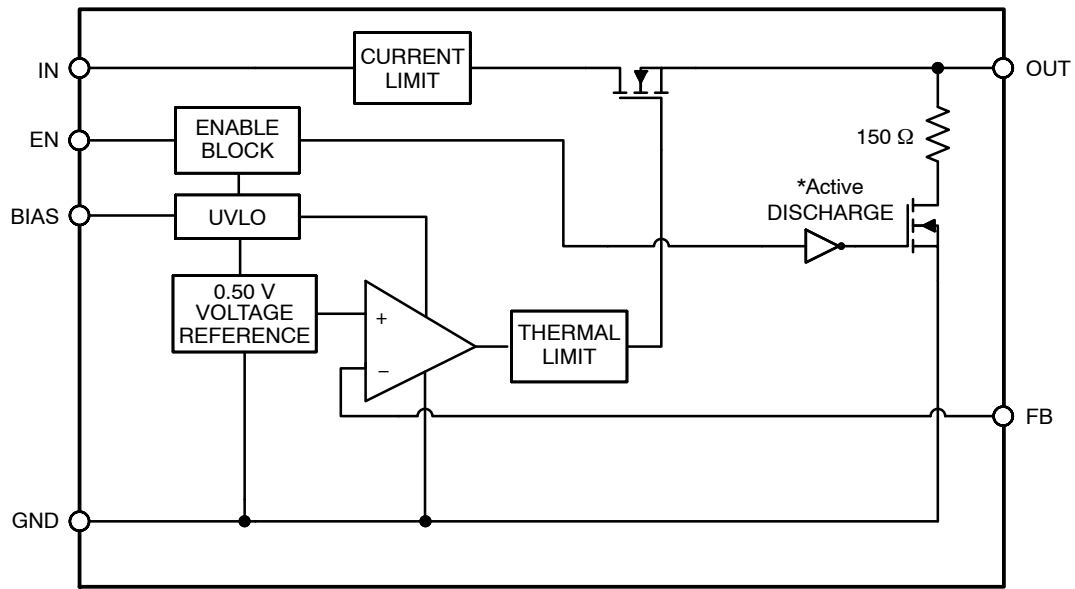 IN
CURRENT
LIMIT
OUT
EN
ENABLE
BLOCK
150 Ω
*Active
DISCHARGE
BIAS
UVLO
0.50 V
VOLTAGE
REFERENCE
+
−
THERMAL
LIMIT
FB
GND